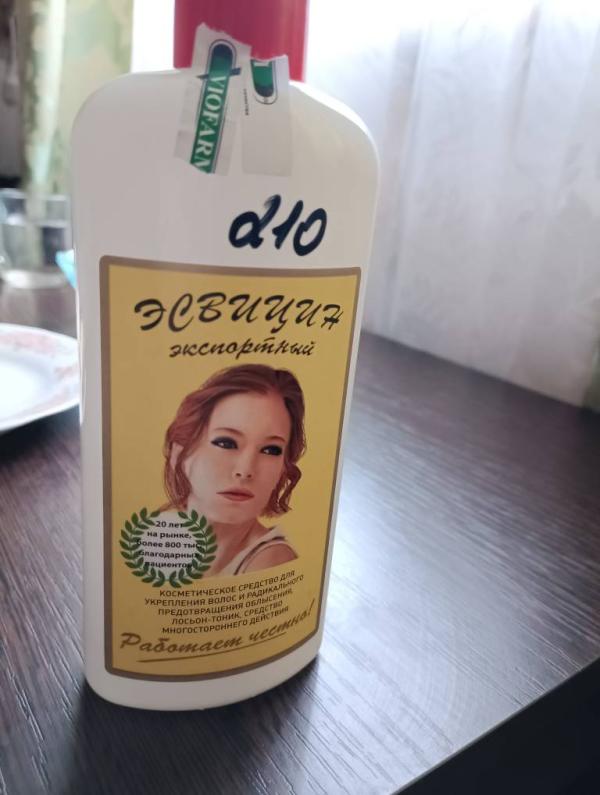 VIOFARM
210
ЭСВИЦИН
экспортный
20 лет
на рынке,
более 800 тыс
благодарных
пациентов
КОСМЕТИЧЕСКОЕ СРЕДСТВО ДЛЯ
УКРЕПЛЕНИЯ ВОЛОС И РАДИКАЛЬНОГО
ПРЕДОТВРАЩЕНИЯ ОБЛЫСЕНИЯ,
ЛОСЬОН-ТОНИК, СРЕДСТВО
МНОГОСТОРОННЕГО ДЕЙСТВИЯ
Работает честно!